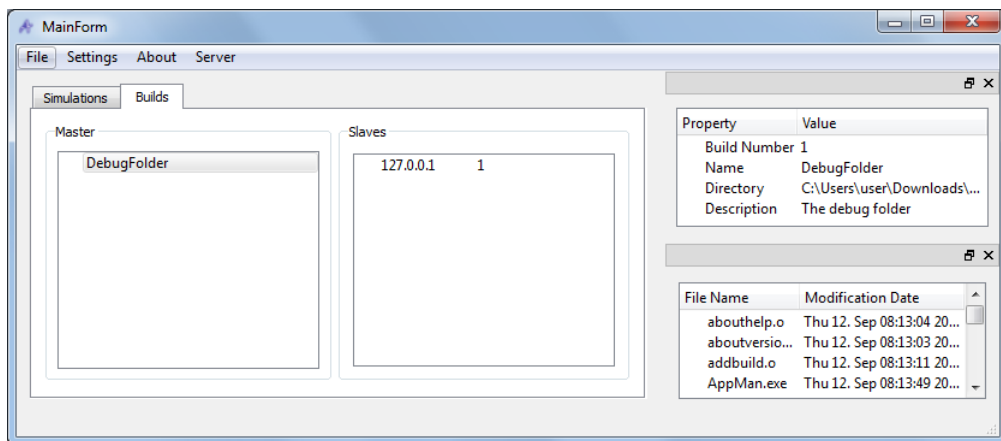 MainForm
File Settings About Server
Simulations Builds
Master
DebugFolder
Slaves
127.0.0.1 1
Property Value
Build Number 1
Name DebugFolder
Directory C:\Users\user\Downloads\...
Description The debug folder
File Name Modification Date
abouthelp.o Thu 12. Sep 08:13:04 20...
aboutversio... Thu 12. Sep 08:13:03 20...
addbuild.o Thu 12. Sep 08:13:11 20...
AppMan.exe Thu 12. Sep 08:13:49 20...